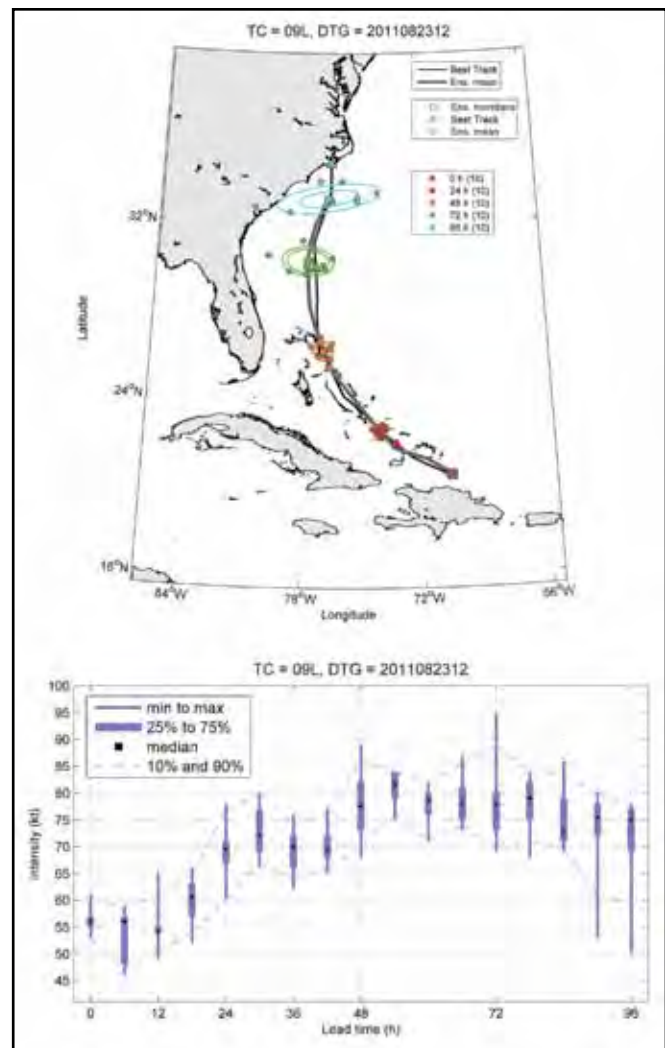 TC = 09L, DTG = 2011082312
Best Track
Ens. mean
Ens. members
Best Track
Ens. mean
0 h (10)
24 h (10)
48 h (10)
72 h (10)
96 h (10)
32°N
24°N
16°N
Latitude
84°W
78°W
72°W
66°W
Longitude
TC = 09L, DTG = 2011082312
min to max
25% to 75%
median
10% and 90%
100
95
90
85
80
75
70
65
60
55
50
45
Intensity (kt)
0
12
24
36
48
60
72
84
96
Lead time (h)